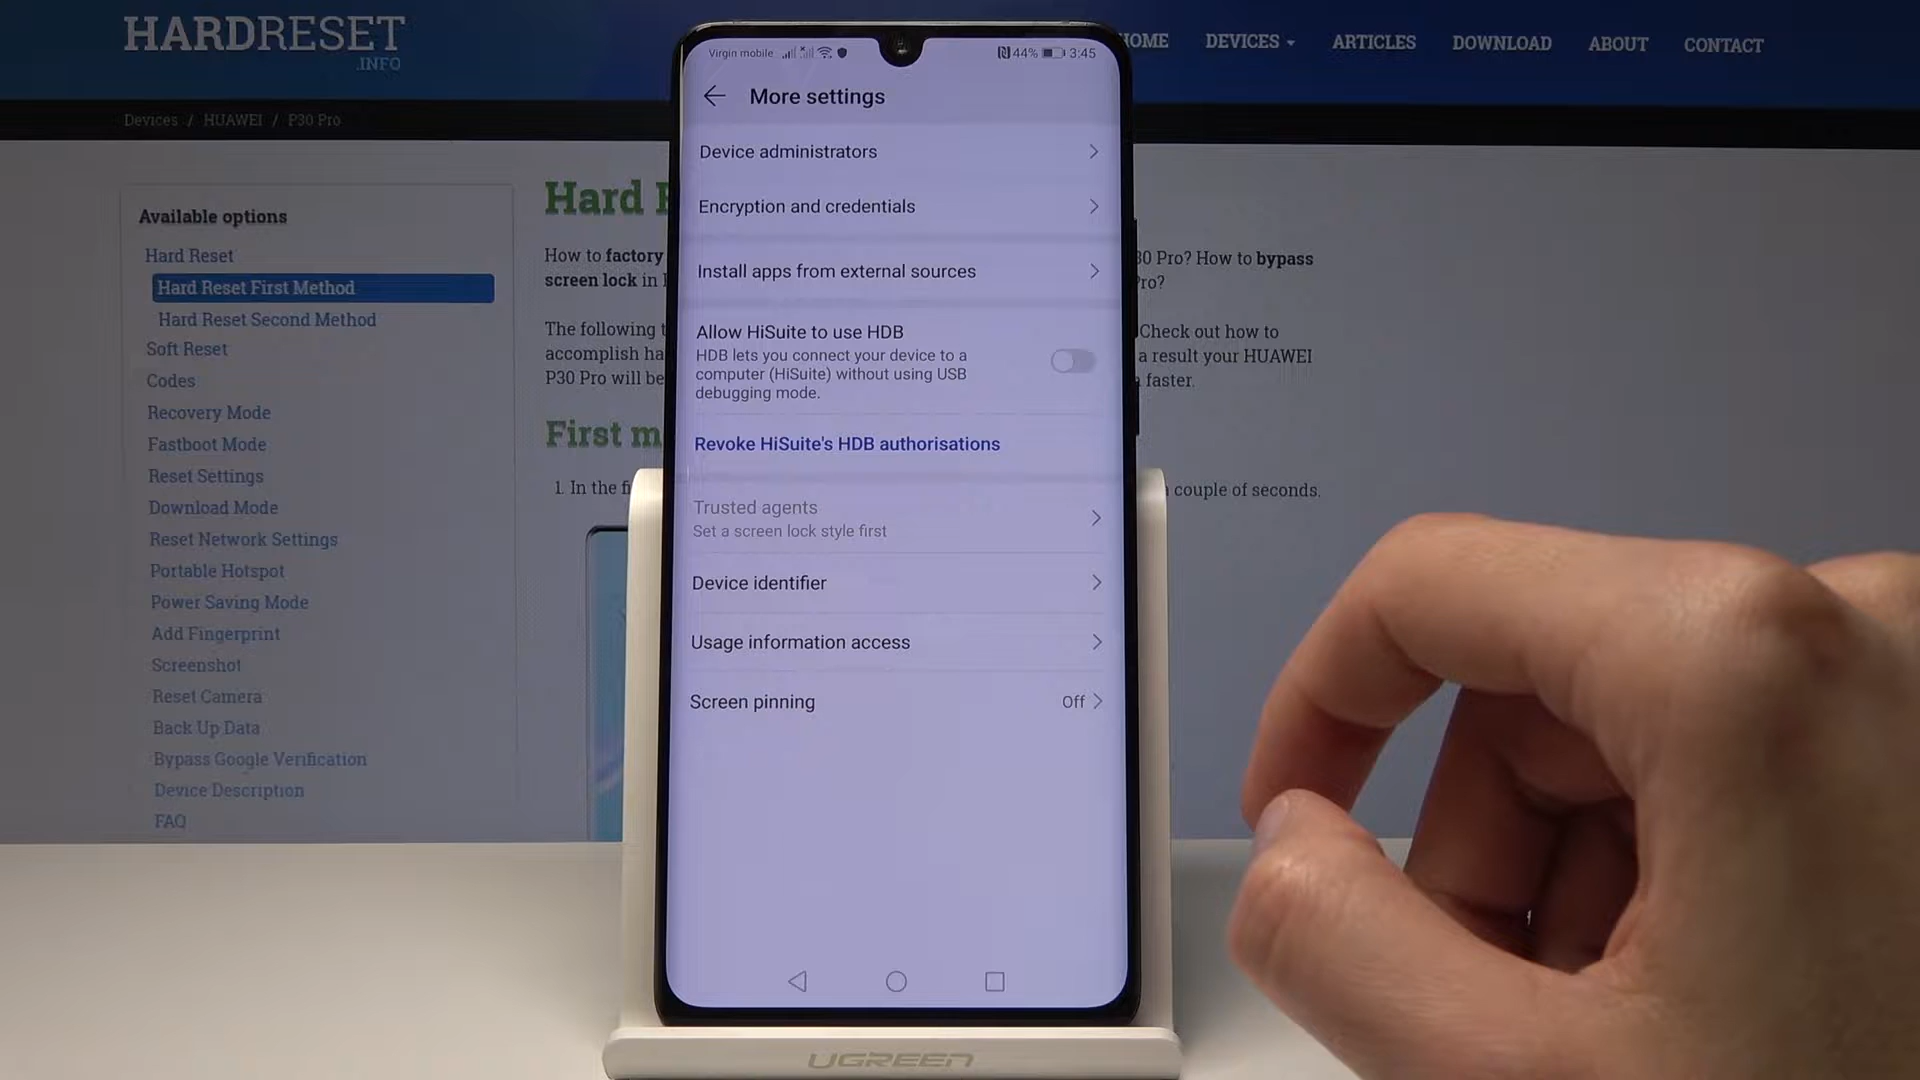 HARDRESET
.INFO
HOME
DEVICES
ARTICLES
DOWNLOAD
ABOUT
CONTACT
Devices / HUAWEI / P30 Pro
Available options
Hard Reset
Hard Reset First Method
Hard Reset Second Method
Soft Reset
Codes
Recovery Mode
Fastboot Mode
Reset Settings
Download Mode
Reset Network Settings
Portable Hotspot
Power Saving Mode
Add Fingerprint
Screenshot
Reset Camera
Back Up Data
Bypass Google Verification
Device Description
FAQ
Hard
How to factory
30 Pro? How to bypass
screen lock in
ro?
The following
Check out how to
accomplish ha
a result your HUAWEI
P30 Pro will be
faster.
First m
1. In the fi
couple of seconds.
Virgin mobile
44% 3:45
More settings
Device administrators
Encryption and credentials
Install apps from external sources
Allow HiSuite to use HDB
HDB lets you connect your device to a
computer (HiSuite) without using USB
debugging mode.
Revoke HiSuite's HDB authorisations
Trusted agents
Set a screen lock style first
Device identifier
Usage information access
Screen pinning Off
UGREEN